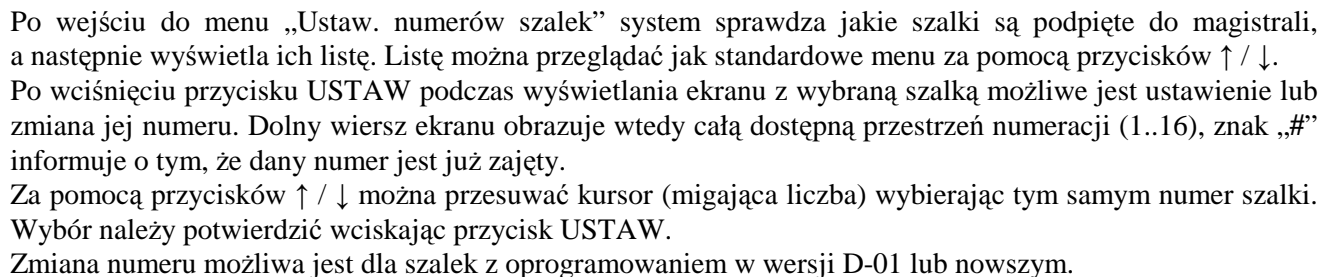 Po wejściu do menu „Ustaw. numerów szalek” system sprawdza jakie szalki są podpięte do magistrali,
a następnie wyświetla ich listę. Listę można przeglądać jak standardowe menu za pomocą przycisków ↑ / ↓.
Po wciśnięciu przycisku USTAW podczas wyświetlania ekranu z wybraną szalką możliwe jest ustawienie lub
zmiana jej numeru. Dolny wiersz ekranu obrazuje wtedy całą dostępną przestrzeń numeracji (1..16), znak „#”
informuje o tym, że dany numer jest już zajęty.
Za pomocą przycisków ↑ / ↓ można przesuwać kursor (migająca liczba) wybierając tym samym numer szalki.
Wybór należy potwierdzić wciskając przycisk USTAW.
Zmiana numeru możliwa jest dla szalek z oprogramowaniem w wersji D-01 lub nowszym.